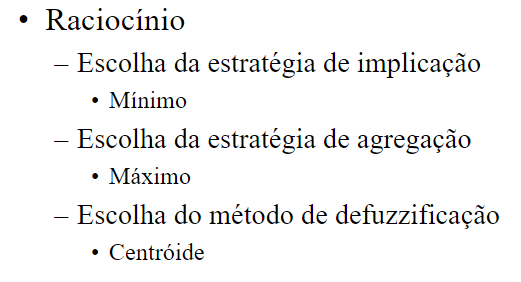 • Raciocínio
– Escolha da estratégia de implicação
• Mínimo
– Escolha da estratégia de agregação
• Máximo
– Escolha do método de defuzzificação
• Centróide